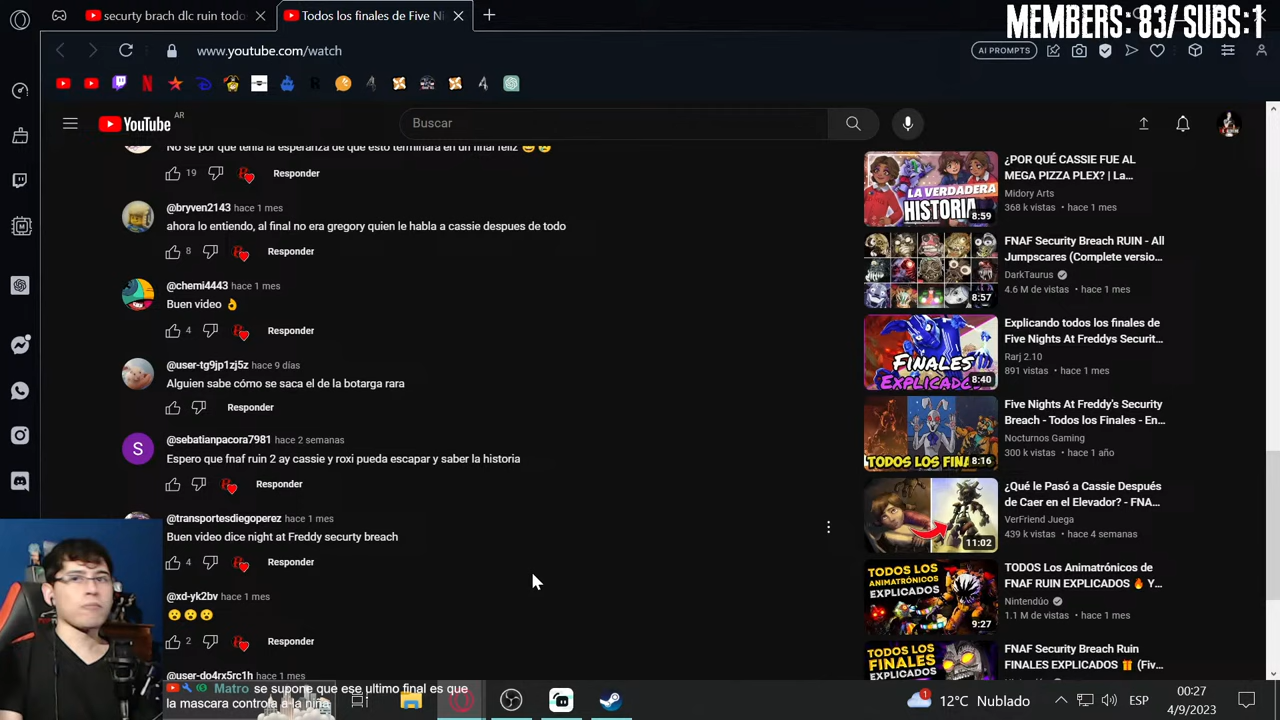 securty brach dlc ruin todo
Todos los finales de Five Ni
MEMBERS: 83/ SUBS:1
www.youtube.com/watch
AI PROMPTS
YouTube AR
Buscar
No se por que tenía la esperanza de que esto terminara en un final feliz 😄😢
19 Responder
@bryven2143 hace 1 mes
ahora lo entiendo, al final no era gregory quien le habla a cassie despues de todo
8 Responder
@charizni4443 hace 1 mes
Buen video 👌
4 Responder
@user-tg9jp1zj5z hace 9 días
Alguien sabe cómo se saca el de la botarga rara
Responder
S
@sebatianpacora7981 hace 2 semanas
Espero que fnaf ruin 2 ay cassie y roxi pueda escapar y saber la historia
Responder
@transportesdiegoperez hace 1 mes
Buen video dice night at Freddy securty breach
4 Responder
@xd-yk2bv hace 1 mes
😮😮😮
2 Responder
@user-do4rx5rc1h hace 1 mes
Matro se supone que ese ultimo final es que
la mascara controla a la niña
LA VERDADERA
HISTORIA
8:59
¿POR QUÉ CASSIE FUE AL
MEGA PIZZA PLEX? | La...
Midory Arts
368 k vistas • hace 1 mes
8:57
FNAF Security Breach RUIN - All
Jumpscares (Complete versio...
DarkTaurus
4.6 M de vistas • hace 1 mes
FINALES
EXPLICADOS
8:40
Explicando todos los finales de
Five Nights At Freddys Securit...
Rarj 2.10
891 vistas • hace 1 mes
TODOS LOS FINAL
8:16
Five Nights At Freddy's Security
Breach - Todos los Finales - En...
Nocturnos Gaming
300 k vistas • hace 1 año
11:02
¿Qué le Pasó a Cassie Después
de Caer en el Elevador? - FNA...
VerFriend Juega
439 k vistas • hace 4 semanas
TODOS LOS
ANIMATRÓNICOS
EXPLICADOS
9:27
TODO Los Animatrónicos de
FNAF RUIN EXPLICADOS 🔥 Y...
Nintendúo
1.1 M de vistas • hace 1 mes
TODOS LOS
FINALES
FNAF Security Breach Ruin
FINALES EXPLICADOS 🎁 (Fiv...
1
12°C Nublado
ESP
00:27
4/9/2023